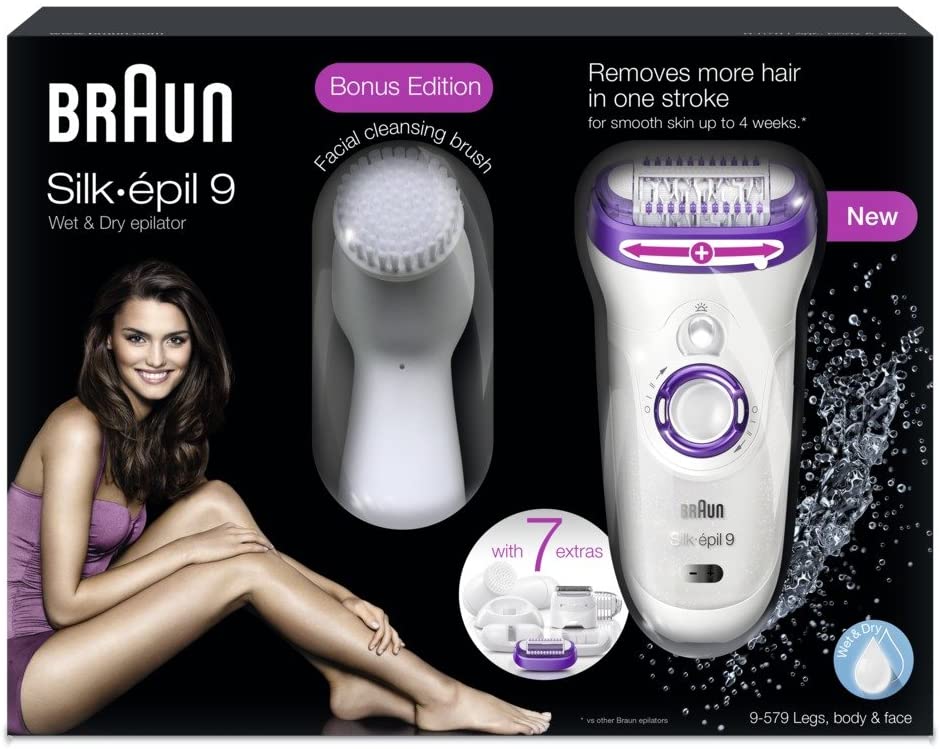 BRAUN
Silk·épil 9
Wet & Dry epilator
Bonus Edition
Facial cleansing brush
Removes more hair
in one stroke
for smooth skin up to 4 weeks.*
New
BRAUN
Silk·épil 9
with 7 extras
Wet & Dry
* vs other Braun epilators
9-579 Legs, body & face